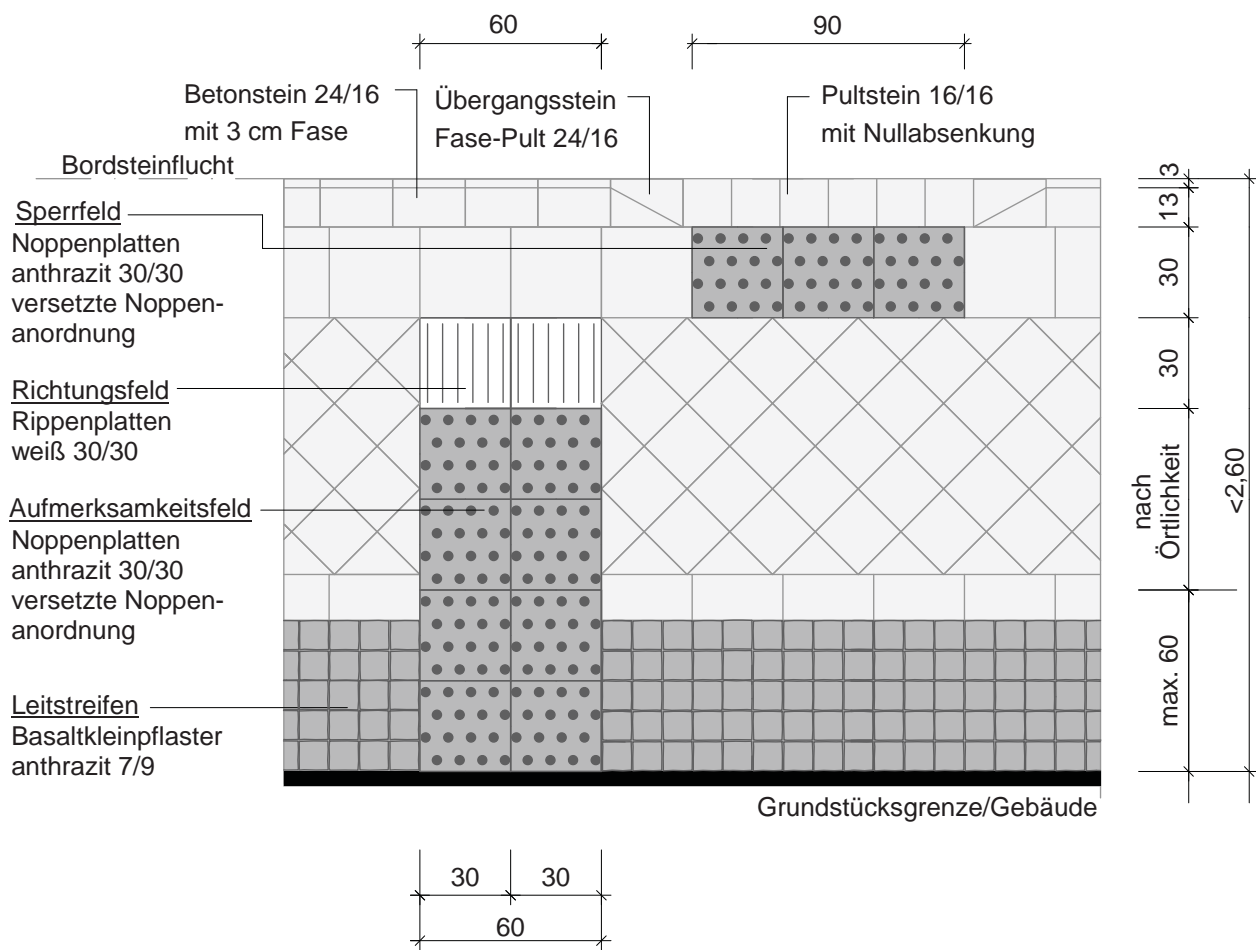 60
90
Betonstein 24/16
mit 3 cm Fase
Übergangsstein
Fase-Pult 24/16
Pultstein 16/16
mit Nullabsenkung
Bordsteinflucht
Sperrfeld
Noppenplatten
anthrazit 30/30
versetzte Noppen-
anordnung
Richtungsfeld
Rippenplatten
weiß 30/30
Aufmerksamkeitsfeld
Noppenplatten
anthrazit 30/30
versetzte Noppen-
anordnung
Leitstreifen
Basaltkleinpflaster
anthrazit 7/9
3
13
30
30
nach
Örtlichkeit
max. 60
<2,60
Grundstücksgrenze/Gebäude
30
30
60